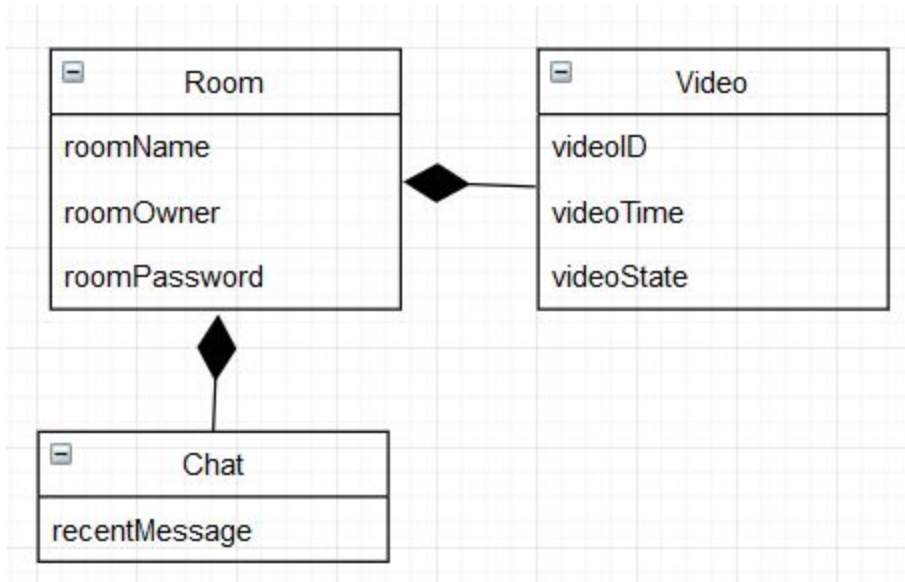 Room
roomName
roomOwner
roomPassword
Video
videoID
videoTime
videoState
Chat
recentMessage